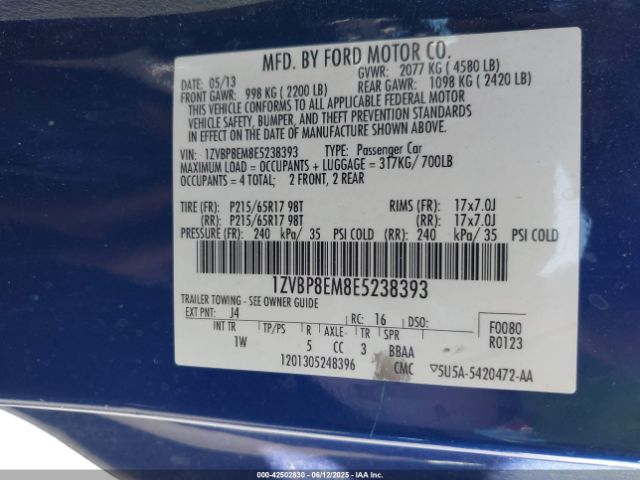 MFD. BY FORD MOTOR CO.
DATE: 05/13 GVWR: 2077 KG ( 4580 LB)
FRONT GAWR: 998 KG ( 2200 LB) REAR GAWR: 1098 KG ( 2420 LB)
THIS VEHICLE CONFORMS TO ALL APPLICABLE FEDERAL MOTOR
VEHICLE SAFETY, BUMPER, AND THEFT PREVENTION STANDARDS
IN EFFECT ON THE DATE OF MANUFACTURE SHOWN ABOVE.
VIN: 1ZVBP8EM8E5238393 TYPE: Passenger Car
MAXIMUM LOAD = OCCUPANTS + LUGGAGE = 317KG/ 700LB
OCCUPANTS = 4 TOTAL; 2 FRONT, 2 REAR
TIRE (FR): P215/65R17 98T RIMS (FR): 17x7.0J
(RR): P215/65R17 98T (RR): 17x7.0J
PRESSURE (FR): 240 kPa/ 35 PSI COLD (RR): 240 kPa/ 35 PSI COLD
1ZVBP8EM8E5238393
TRAILER TOWING - SEE OWNER GUIDE
EXT PNT: J4 RC: 16 DSO: F0080
INT TR TP/PS R AXLE TR SPR R0123
1W 5 CC 3 BBAA
1201305248396 CMC ▽5U5A-5420472-AA
000-42502830 - 06/12/2025 - © IAA, Inc.